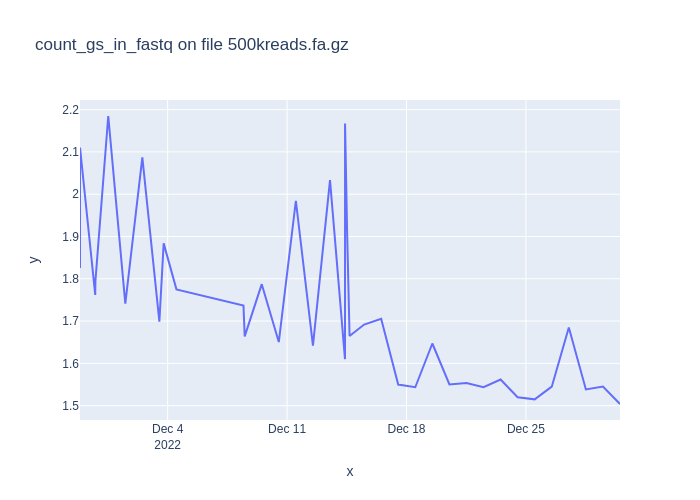 count_gs_in_fastq on file 500kreads.fa.gz
2.2
2.1
2
1.9
1.8
1.7
1.6
1.5
y
Dec 4
2022
Dec 11
Dec 18
Dec 25
x